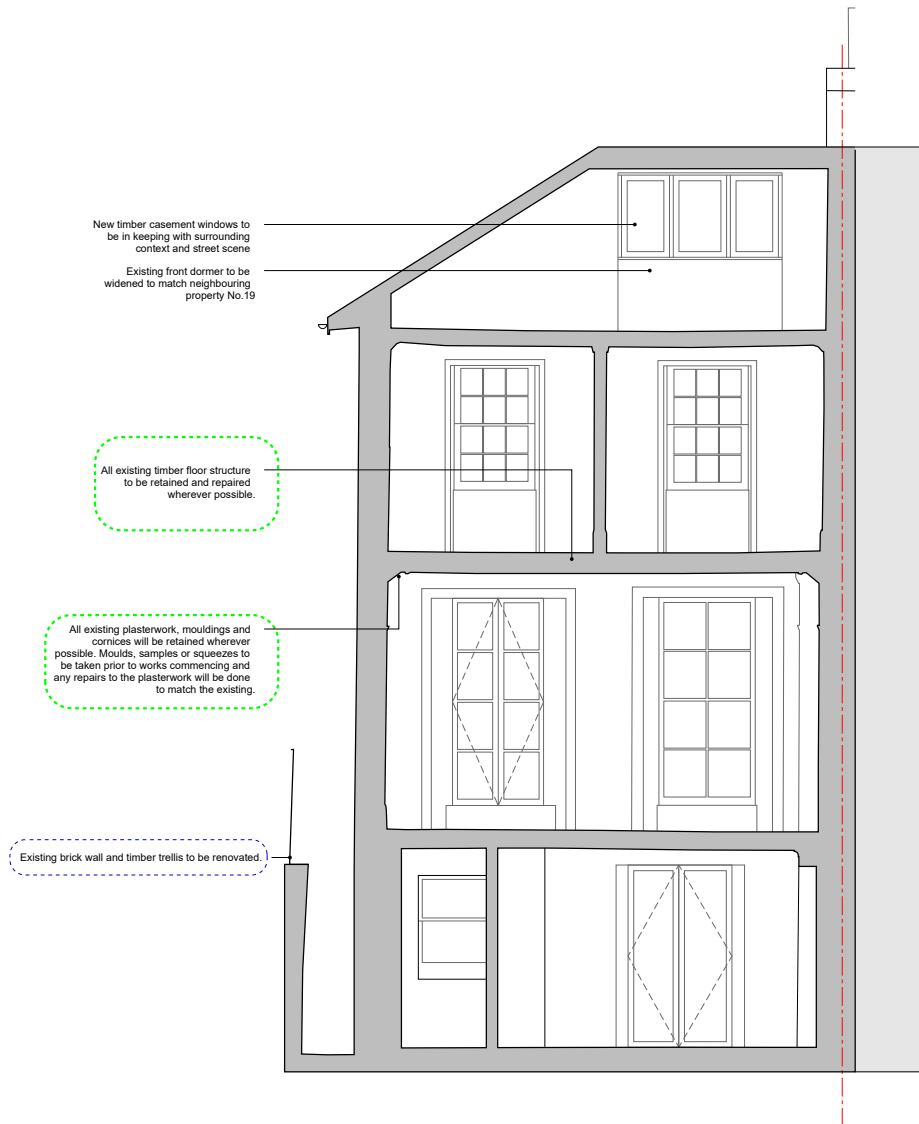 New timber casement windows to
be in keeping with surrounding
context and street scene
Existing front dormer to be
widened to match neighbouring
property No.19
All existing timber floor structure
to be retained and repaired
wherever possible.
All existing plasterwork, mouldings and
cornices will be retained wherever
possible. Moulds, samples or squeezes to
be taken prior to works commencing and
any repairs to the plasterwork will be done
to match the existing.
Existing brick wall and timber trellis to be renovated.